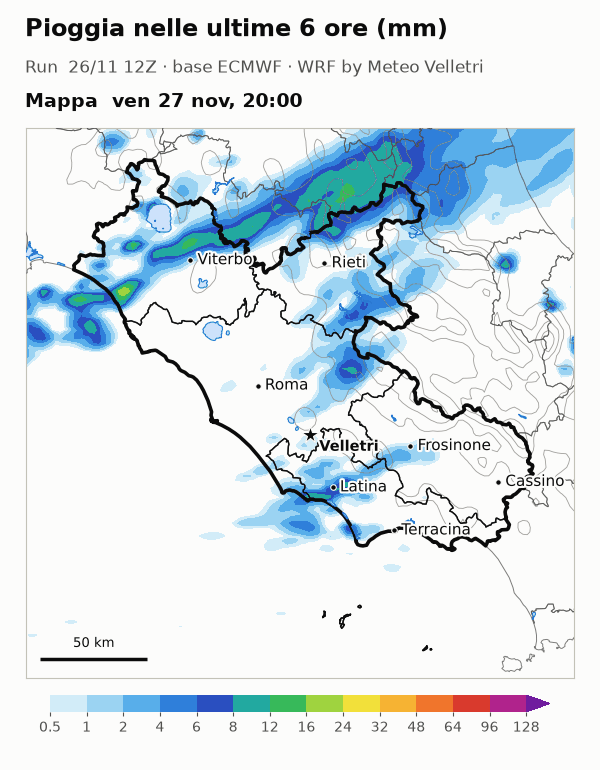 Pioggia nelle ultime 6 ore (mm)
Run  26/11 12Z · base ECMWF · WRF by Meteo Velletri
Mappa  ven 27 nov, 20:00
Viterbo
Rieti
Roma
Velletri
Frosinone
Latina
Cassino
Terracina
50 km
0.5 1 2 4 6 8 12 16 24 32 48 64 96 128